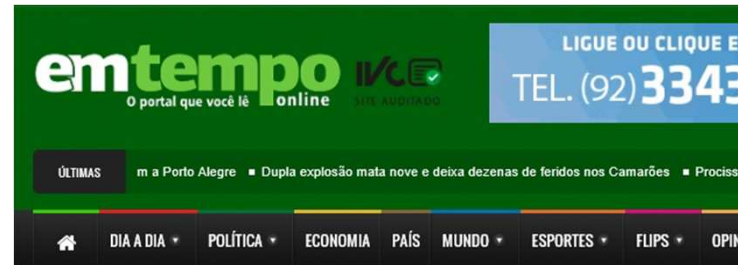 LIGUE OU CLIQUE E
emtempo
IVC
O portal que você lê online
SITE AUDITADO
TEL. (92) 3343
ÚLTIMAS m a Porto Alegre ■ Dupla explosão mata nove e deixa dezenas de feridos nos Camarões ■ Prociss
DIA A DIA POLÍTICA ECONOMIA PAÍS MUNDO ESPORTES FLIPS OPIN